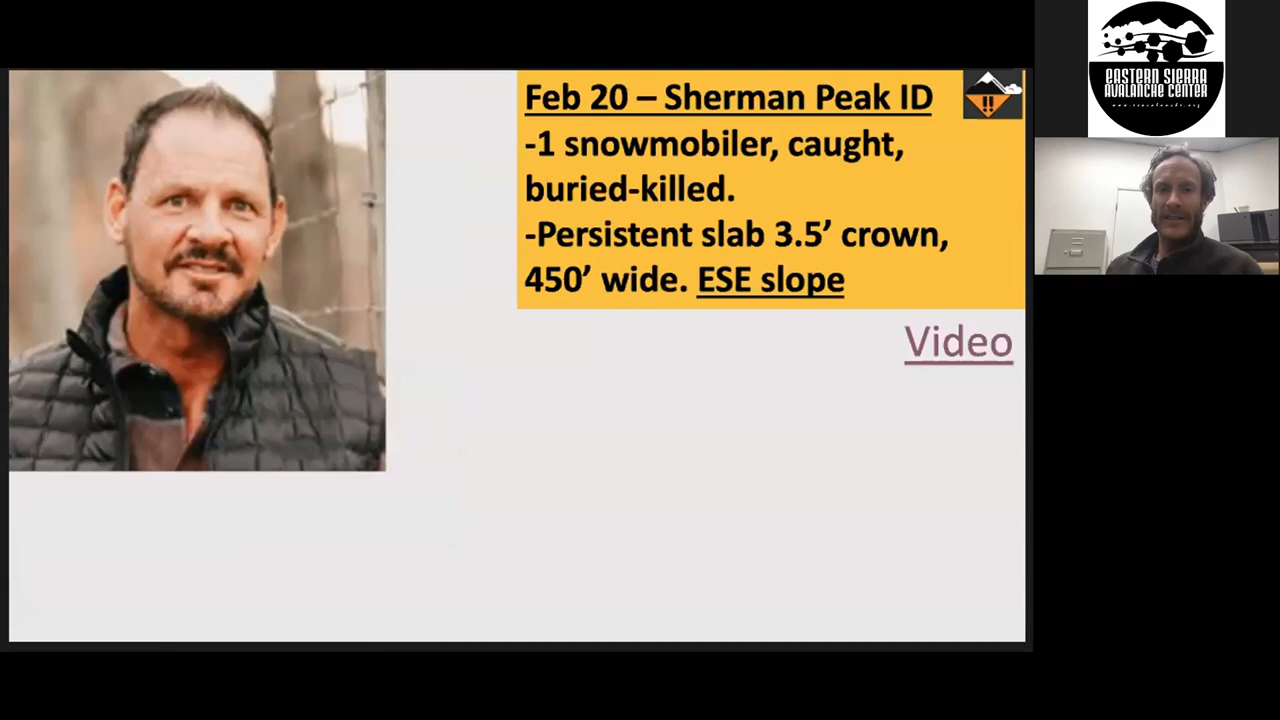 Feb 20 – Sherman Peak ID
-1 snowmobiler, caught,
buried-killed.
-Persistent slab 3.5’ crown,
450’ wide. ESE slope
Video
EASTERN SIERRA
AVALANCHE CENTER